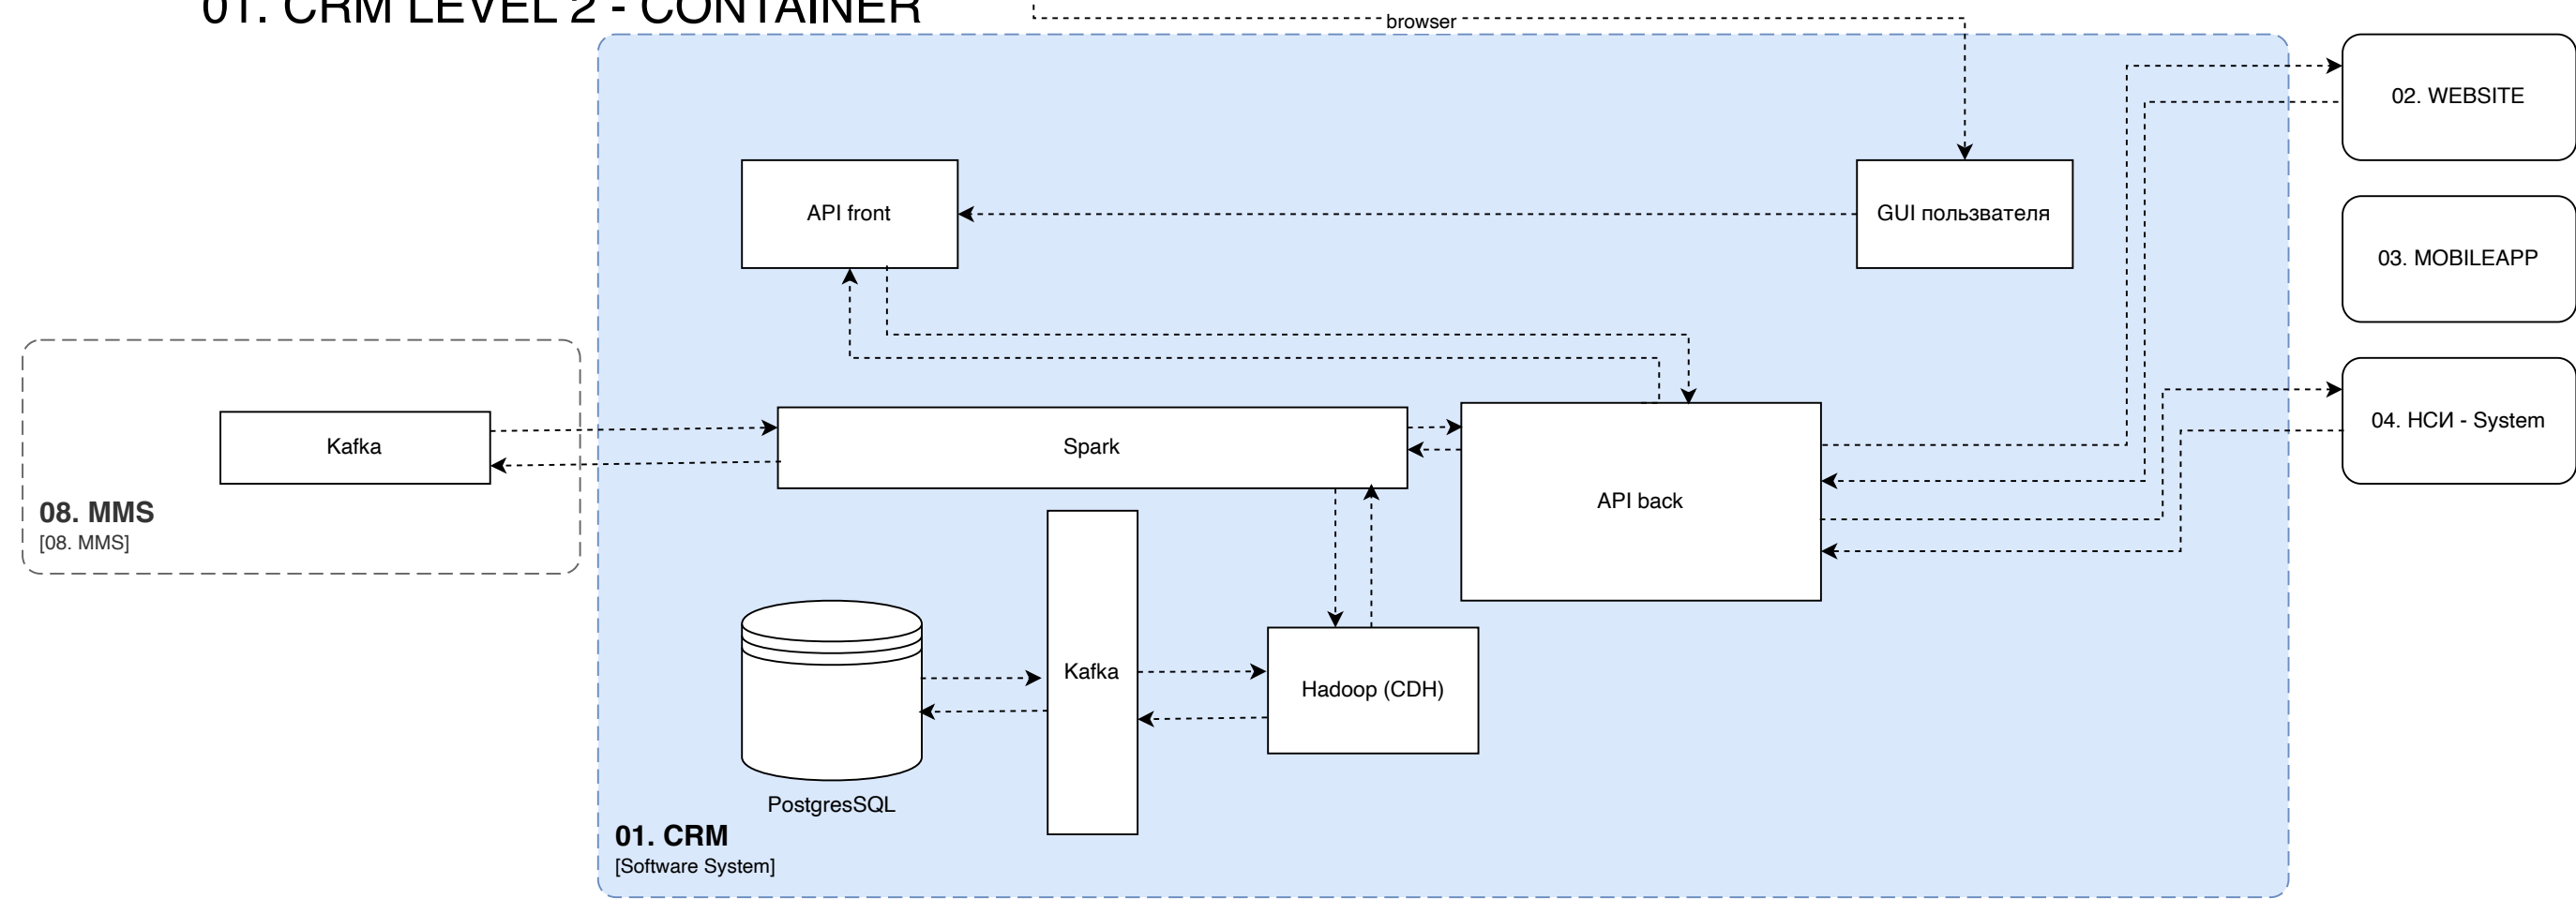 01. CRM LEVEL 2 - CONTAINER
browser
02. WEBSITE
API front
GUI пользвателя
03. MOBILEAPP
04. НСИ - System
Kafka
Spark
API back
08. MMS
[08. MMS]
Kafka
Hadoop (CDH)
PostgresSQL
01. CRM
[Software System]